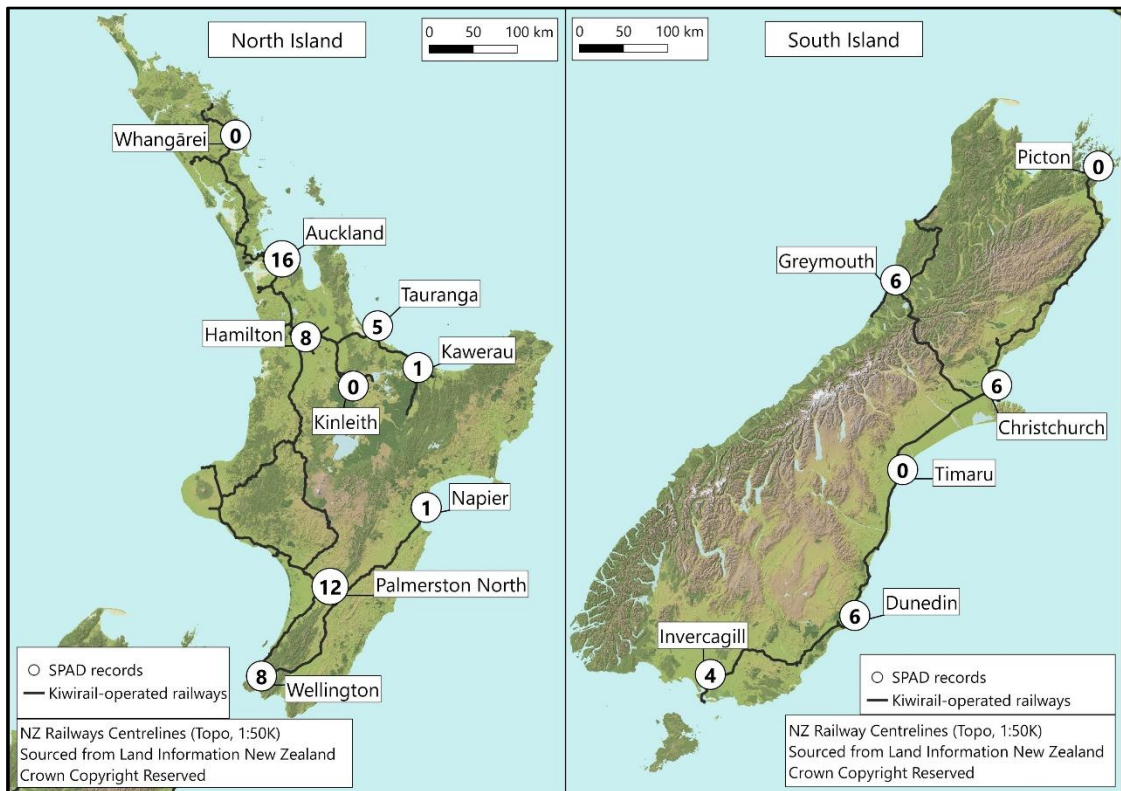 North Island
0 50 100 km
Whangārei
0
16
Auckland
Tauranga
5
Hamilton
8
Kawerau
1
0
Kinleith
Napier
1
12
Palmerston North
8
Wellington
SPAD records
Kiwirail-operated railways
NZ Railways Centrelines (Topo, 1:50K)
Sourced from Land Information New Zealand
Crown Copyright Reserved
0 50 100 km
South Island
Picton
0
Greymouth
6
6
Christchurch
0
Timaru
Dunedin
6
Invercagill
4
SPAD records
Kiwirail-operated railways
NZ Railway Centrelines (Topo, 1:50K)
Sourced from Land Information New Zealand
Crown Copyright Reserved